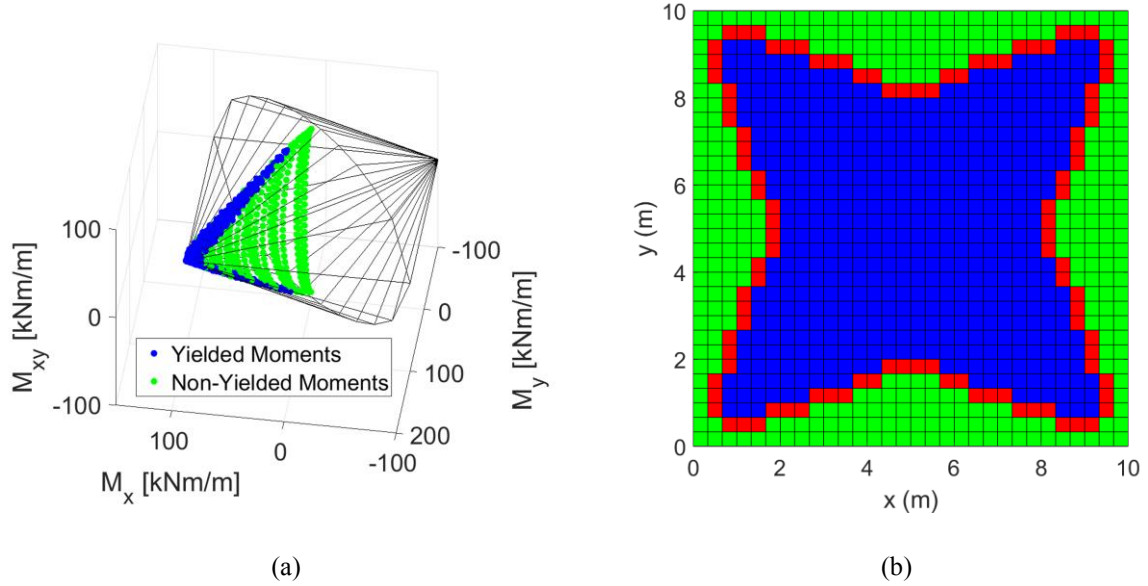 100
0
-100
M_xy [kNm/m]
100
0
-100
M_x [kNm/m]
-100
0
100
200
M_y [kNm/m]
Yielded Moments
Non-Yielded Moments
(a)
10
8
6
4
2
0
y (m)
0 2 4 6 8 10
x (m)
(b)